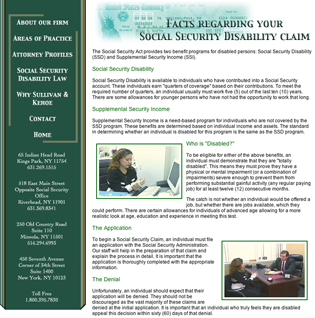 About our firm
Areas of Practice
Attorney Profiles
Social Security
Disability Law
Why Sullivan &
Kehoe
Contact
Home
65 Indian Head Road
Kings Park, NY 11754
631.269.5515
518 East Main Street
Opposite Social Security
Office
Riverhead, NY 11901
250 Old Country Road
Mineola, NY 11501
450 Seventh Avenue
Corner of 34th Street
Suite 1400
New York, NY 10123
Toll Free
1.800.395.7830
Facts regarding your
Social Security Disability claim
The Social Security Act provides two benefit programs for disabled persons: Social Security Disability
(SSD) and Supplemental Security Income (SSI).
Social Security Disability
Social Security Disability is available to individuals who have contributed into a Social Security
account. These individuals earn "quarters of coverage" based on their contributions. To meet the
required number of quarters, an individual usually must work five (5) out of the last ten (10) years.
There are some allowances for younger persons who have not had the opportunity to work that long.
Supplemental Security Income
Supplemental Security Income is a need-based program for individuals who are not covered by the
SSD program. These benefits are determined based on individual income and assets. The standard
in determining whether an individual is disabled for this program is the same as the SSD program.
Who is "Disabled?"
To be eligible for either of the above benefits, an
individual must demonstrate that they are "totally
disabled". This means they must prove they have
a physical or mental impairment (or a combination of
impairments) severe enough to prevent them from
performing substantial gainful activity (any regular paying
job) for at least twelve (12) consecutive months.
The catch is not whether an individual would be offered a
job, but whether there are jobs available, which they
could perform. There are certain allowances for individuals of advanced age allowing for a more
realistic look at age, education and experience in meeting this test.
The Application
To begin a Social Security Claim, an individual must file
an application with the Social Security Administration.
Our staff will help in the preparation of that claim and
explain the process in detail. It is important that the
application is thoroughly completed with the appropriate
information.
The Denial
Unfortunately, an individual should expect that their
application will be denied. They should not be
discouraged as the vast majority of these claims are
denied at the initial application. It is important that an individual who truly feels they are disabled
appeal this decision within sixty (60) days of that denial.